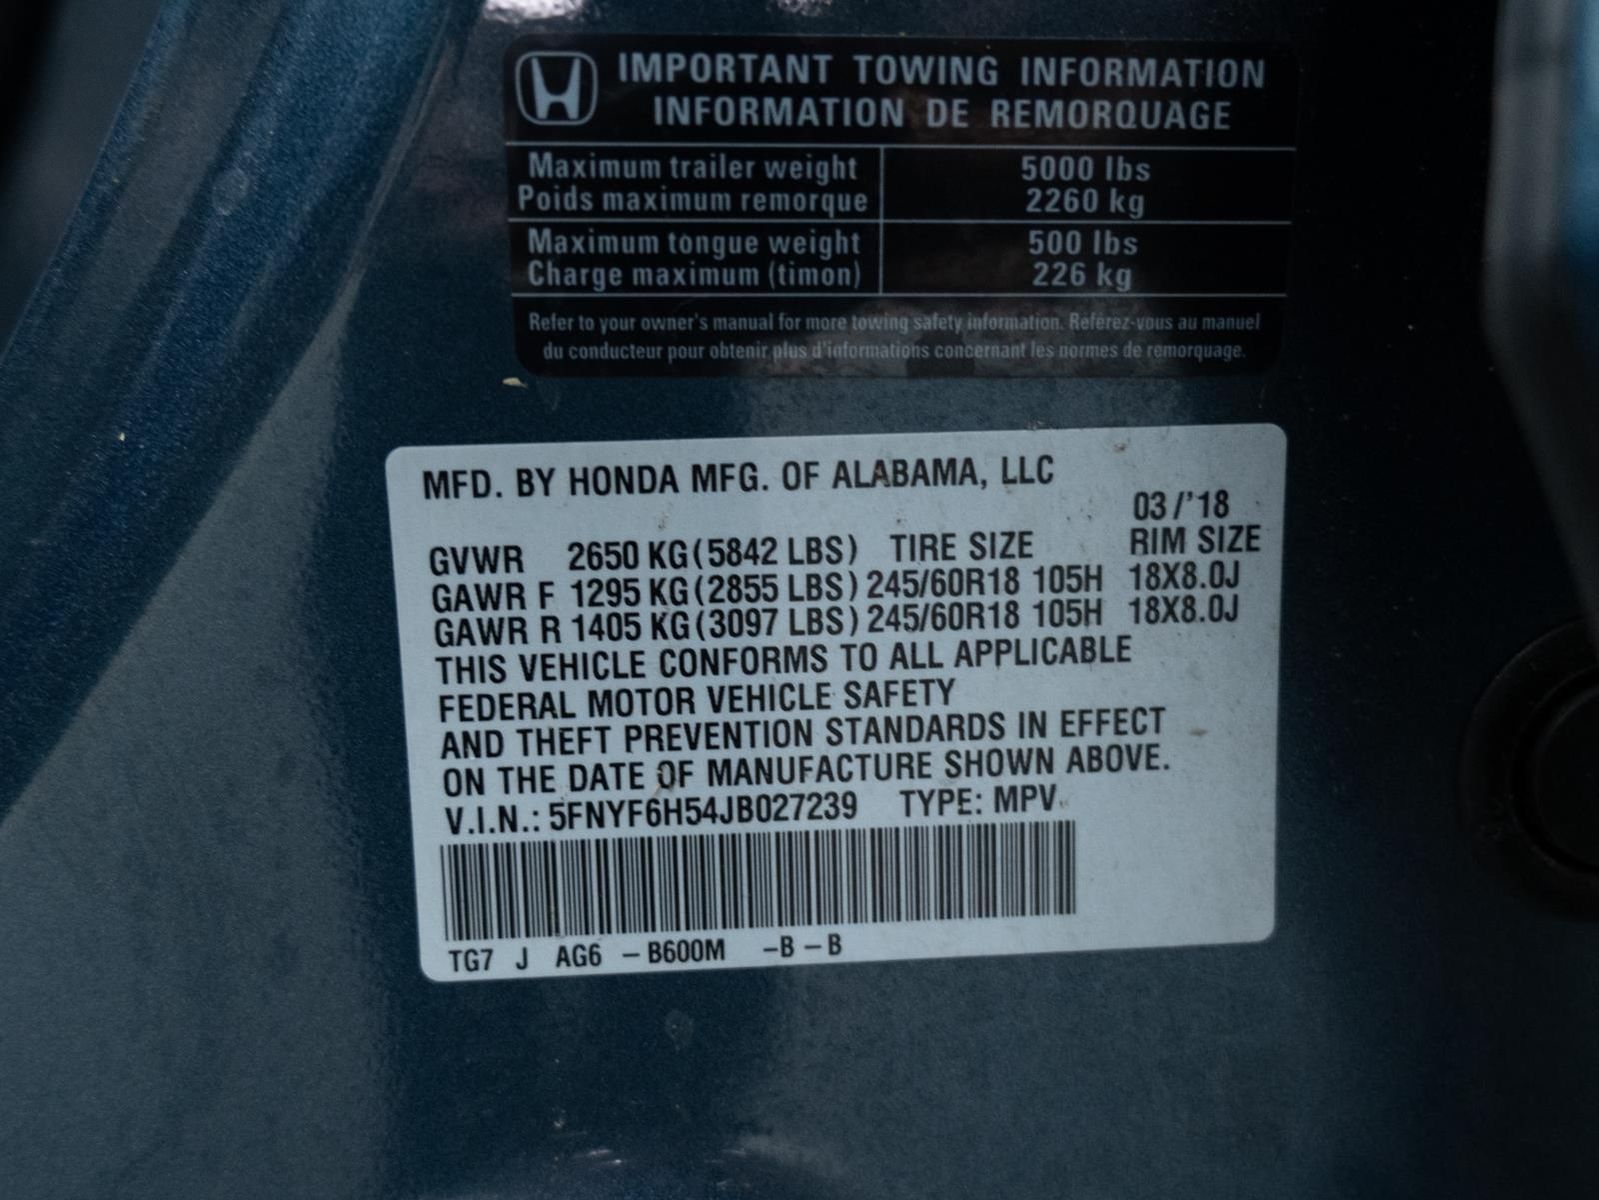 IMPORTANT TOWING INFORMATION
INFORMATION DE REMORQUAGE
Maximum trailer weight 5000 lbs
Poids maximum remorque 2260 kg
Maximum tongue weight 500 lbs
Charge maximum (timon) 226 kg
Refer to your owner's manual for more towing safety information. Referez-vous au manuel
du conducteur pour obtenir plus d'informations concernant les normes de remorquage.
MFD. BY HONDA MFG. OF ALABAMA, LLC
03/'18
GVWR 2650 KG (5842 LBS) TIRE SIZE RIM SIZE
GAWR F 1295 KG (2855 LBS) 245/60R18 105H 18X8.0J
GAWR R 1405 KG (3097 LBS) 245/60R18 105H 18X8.0J
THIS VEHICLE CONFORMS TO ALL APPLICABLE
FEDERAL MOTOR VEHICLE SAFETY
AND THEFT PREVENTION STANDARDS IN EFFECT
ON THE DATE OF MANUFACTURE SHOWN ABOVE.
V.I.N.: 5FNYF6H54JB027239 TYPE: MPV
TG7 J AG6 – B600M –B – B